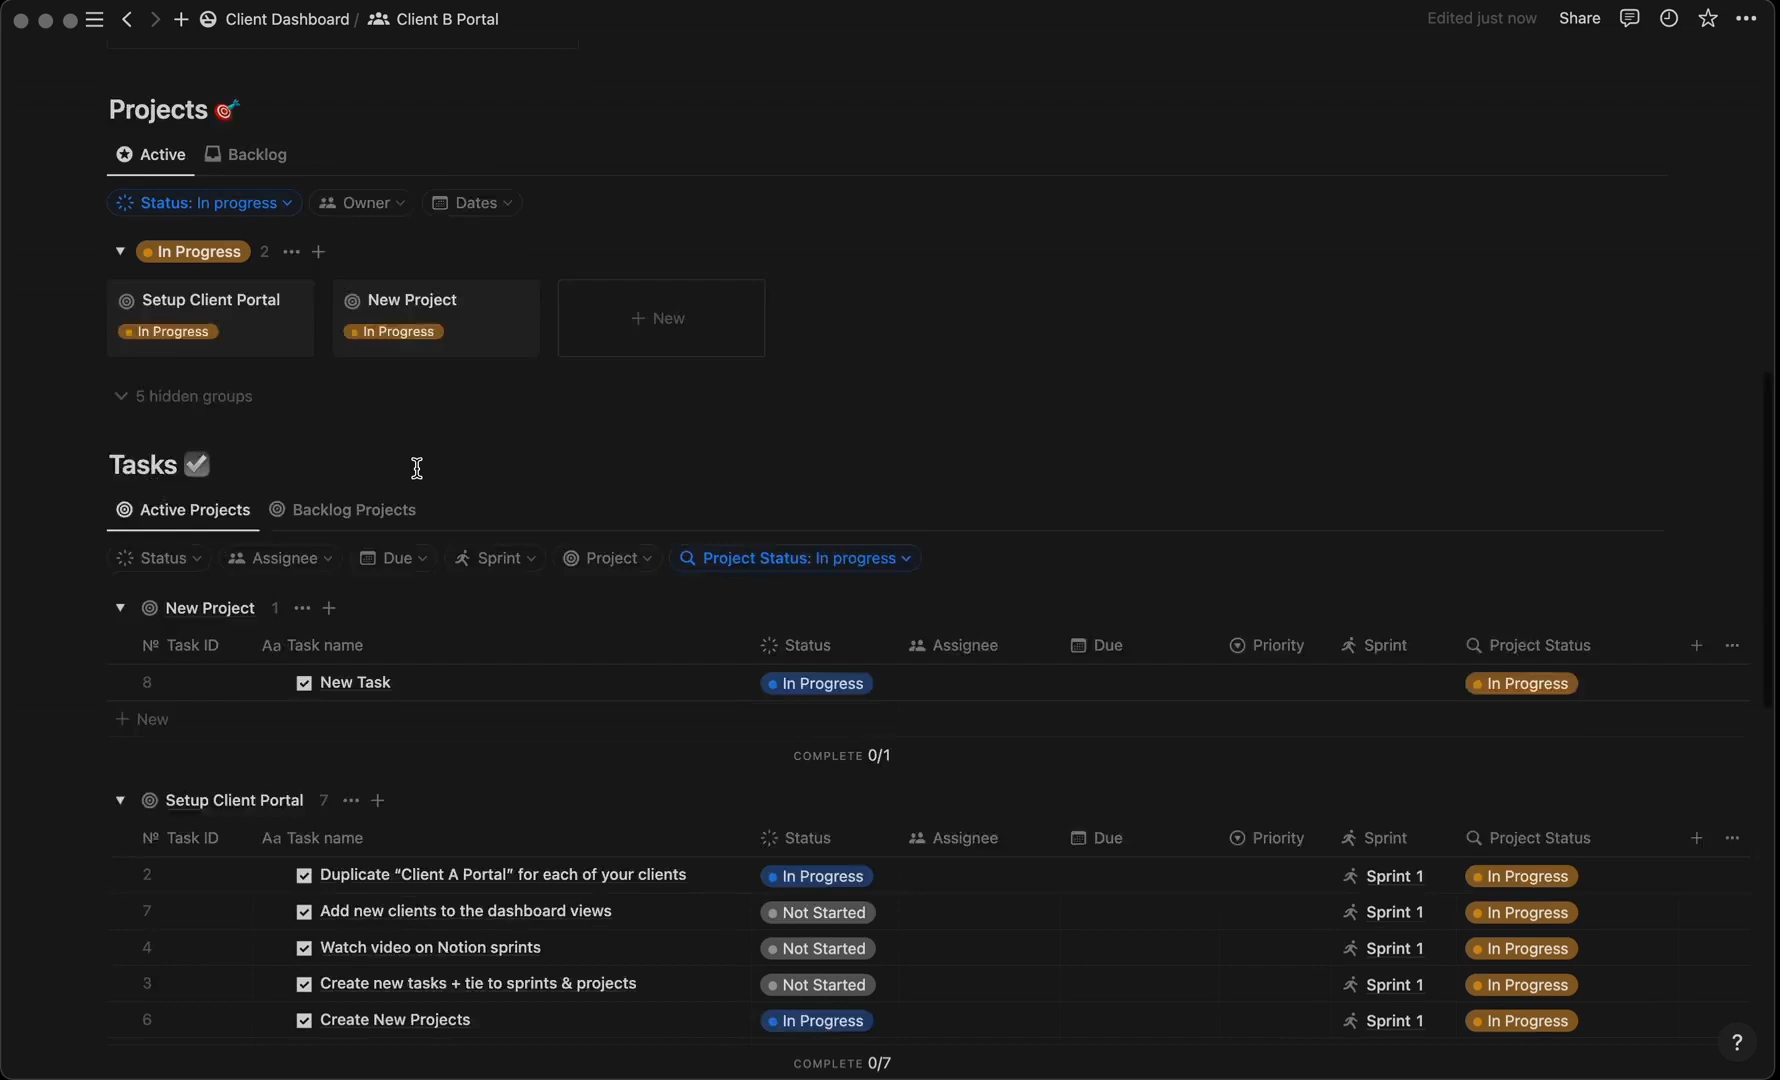 Client Dashboard / Client B Portal Edited just now Share
Projects
Active Backlog
Status: In progress Owner Dates
In Progress 2
Setup Client Portal New Project + New
In Progress In Progress
5 hidden groups
Tasks
Active Projects Backlog Projects
Status Assignee Due Sprint Project Project Status: In progress
New Project 1
№ Task ID Aa Task name Status Assignee Due Priority Sprint Project Status
8 New Task In Progress In Progress
+ New
COMPLETE 0/1
Setup Client Portal 7
№ Task ID Aa Task name Status Assignee Due Priority Sprint Project Status
2 Duplicate “Client A Portal” for each of your clients In Progress Sprint 1 In Progress
7 Add new clients to the dashboard views Not Started Sprint 1 In Progress
4 Watch video on Notion sprints Not Started Sprint 1 In Progress
3 Create new tasks + tie to sprints & projects Not Started Sprint 1 In Progress
6 Create New Projects In Progress Sprint 1 In Progress
COMPLETE 0/7
?